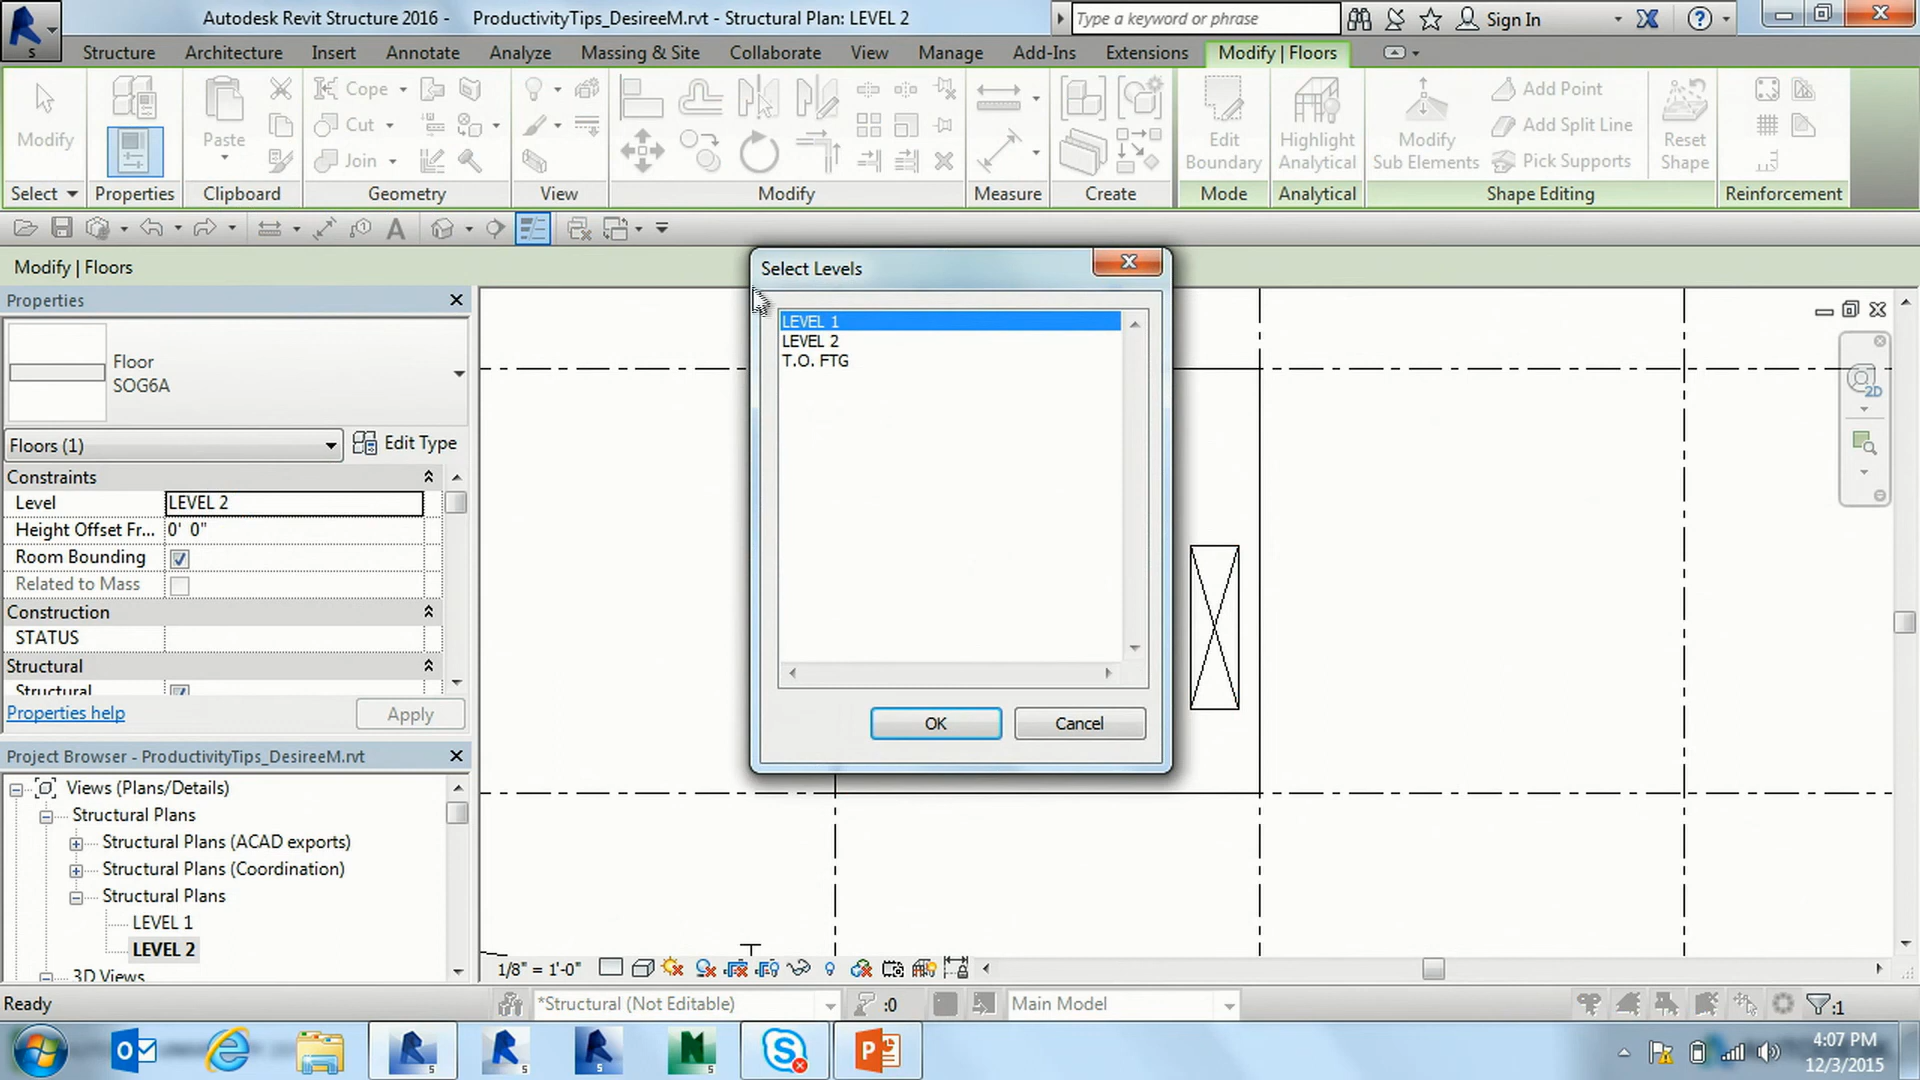 Autodesk Revit Structure 2016 - ProductivityTips_DesireeM.rvt - Structural Plan: LEVEL 2
Type a keyword or phrase
Sign In
S
Structure Architecture Insert Annotate Analyze Massing & Site Collaborate View Manage Add-Ins Extensions Modify | Floors
Modify
Paste
Cope
Cut
Join
Edit Boundary
Highlight Analytical
Modify Sub Elements
Add Point
Add Split Line
Pick Supports
Reset Shape
Select Properties Clipboard Geometry View Modify Measure Create Mode Analytical Shape Editing Reinforcement
Modify | Floors
Properties
Floor
SOG6A
Floors (1)
Edit Type
Constraints
Level LEVEL 2
Height Offset Fr... 0' 0"
Room Bounding
Related to Mass
Construction
STATUS
Structural
Structural
Properties help
Apply
Project Browser - ProductivityTips_DesireeM.rvt
Views (Plans/Details)
Structural Plans
Structural Plans (ACAD exports)
Structural Plans (Coordination)
Structural Plans
LEVEL 1
LEVEL 2
3D Views
Select Levels
LEVEL 1
LEVEL 2
T.O. FTG
OK
Cancel
2D
1/8" = 1'-0"
Ready
*Structural (Not Editable)
:0
Main Model
:1
4:07 PM
12/3/2015